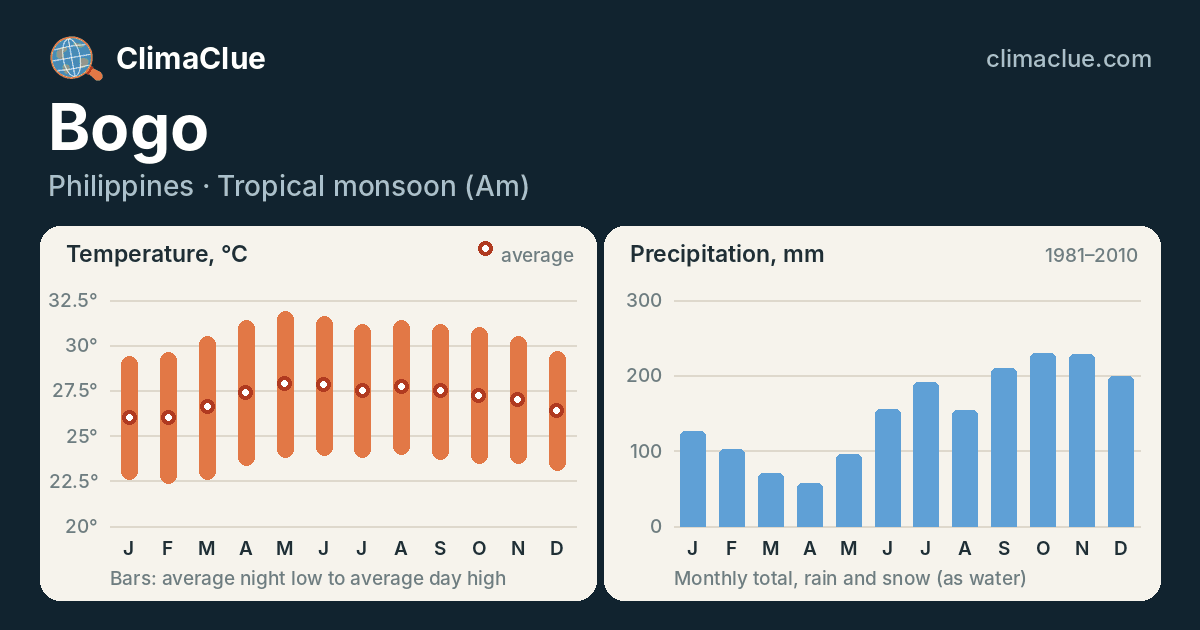 ClimaClue
climaclue.com
Bogo
Philippines · Tropical monsoon (Am)
Temperature, °C
average
32.5°
30°
27.5°
25°
22.5°
20°
J F M A M J J A S O N D
Bars: average night low to average day high
Precipitation, mm
1981–2010
300
200
100
0
J F M A M J J A S O N D
Monthly total, rain and snow (as water)